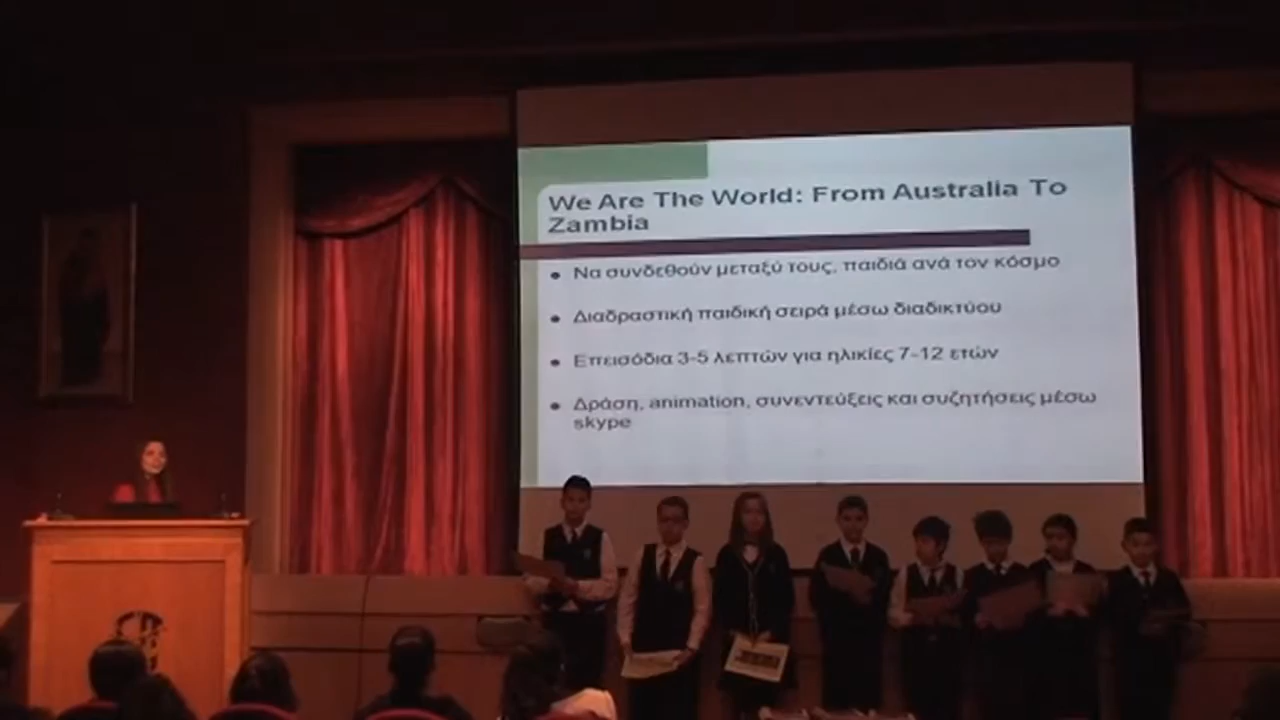 We Are The World: From Australia To
Zambia
• Να συνδεθούν μεταξύ τους, παιδιά ανά τον κόσμο
• Διαδραστική παιδική σειρά μέσω διαδικτύου
• Επεισόδια 3-5 λεπτών για ηλικίες 7-12 ετών
• Δράση, animation, συνεντεύξεις και συζητήσεις μέσω
skype